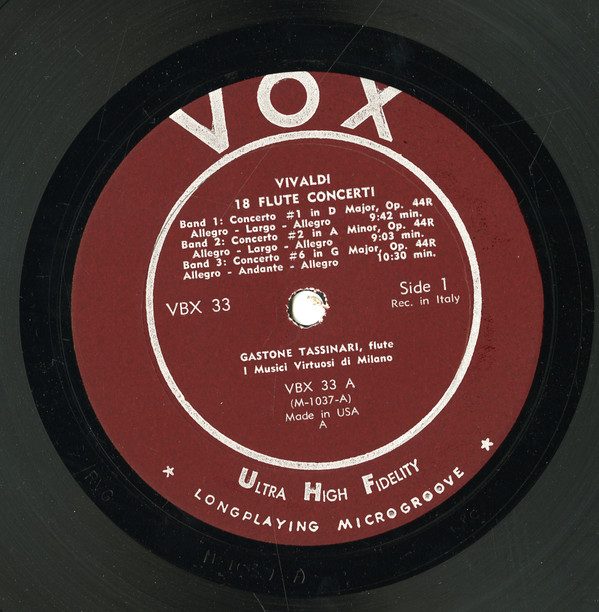 VOX
VIVALDI
18 FLUTE CONCERTI
Band 1: Concerto #1 in D Major, Op. 44R
Allegro - Largo - Allegro 9:42 min.
Band 2: Concerto #2 in A Minor, Op. 44R
Allegro - Largo - Allegro 9:03 min.
Band 3: Concerto #6 in G Major, Op. 44R
Allegro - Andante - Allegro 10:30 min.
VBX 33
Side 1
Rec. in Italy
GASTONE TASSINARI, flute
I Musici Virtuosi di Milano
VBX 33 A
(M-1037-A)
Made in USA
A
ULTRA HIGH FIDELITY
* LONGPLAYING MICROGROOVE *